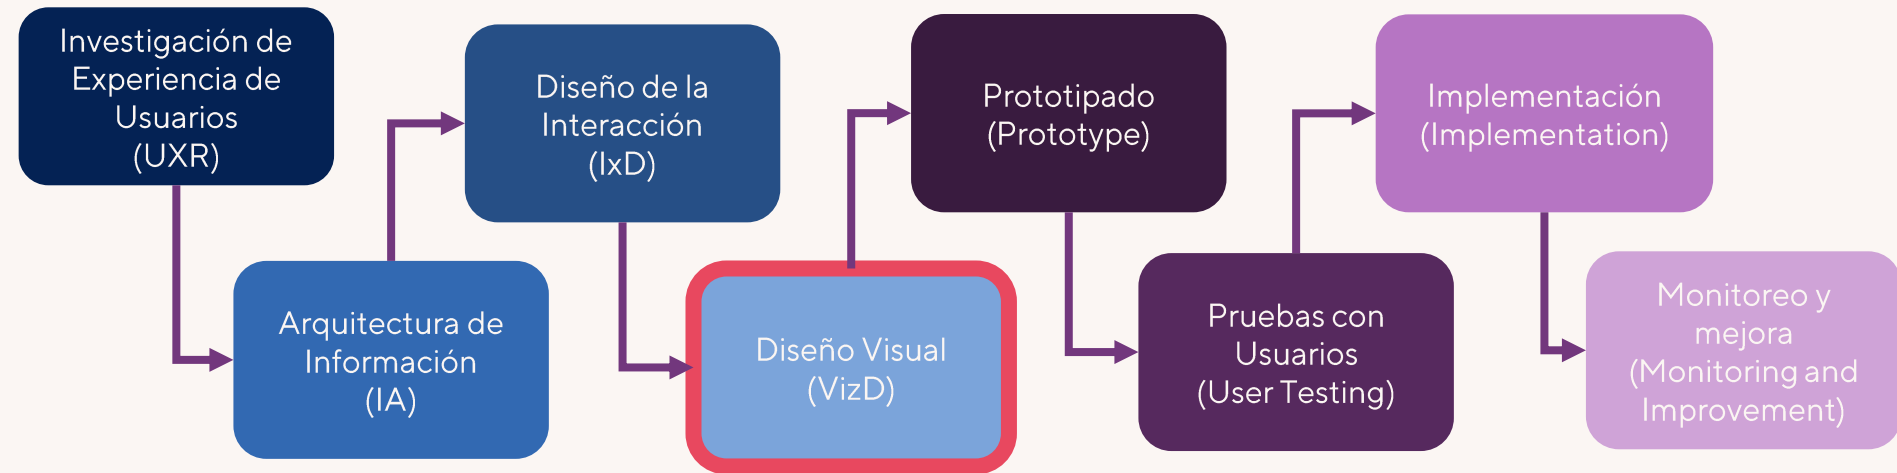 Investigación de
Experiencia de
Usuarios
(UXR)
Arquitectura de
Información
(IA)
Diseño de la
Interacción
(IxD)
Diseño Visual
(VizD)
Prototipado
(Prototype)
Pruebas con
Usuarios
(User Testing)
Implementación
(Implementation)
Monitoreo y
mejora
(Monitoring and
Improvement)